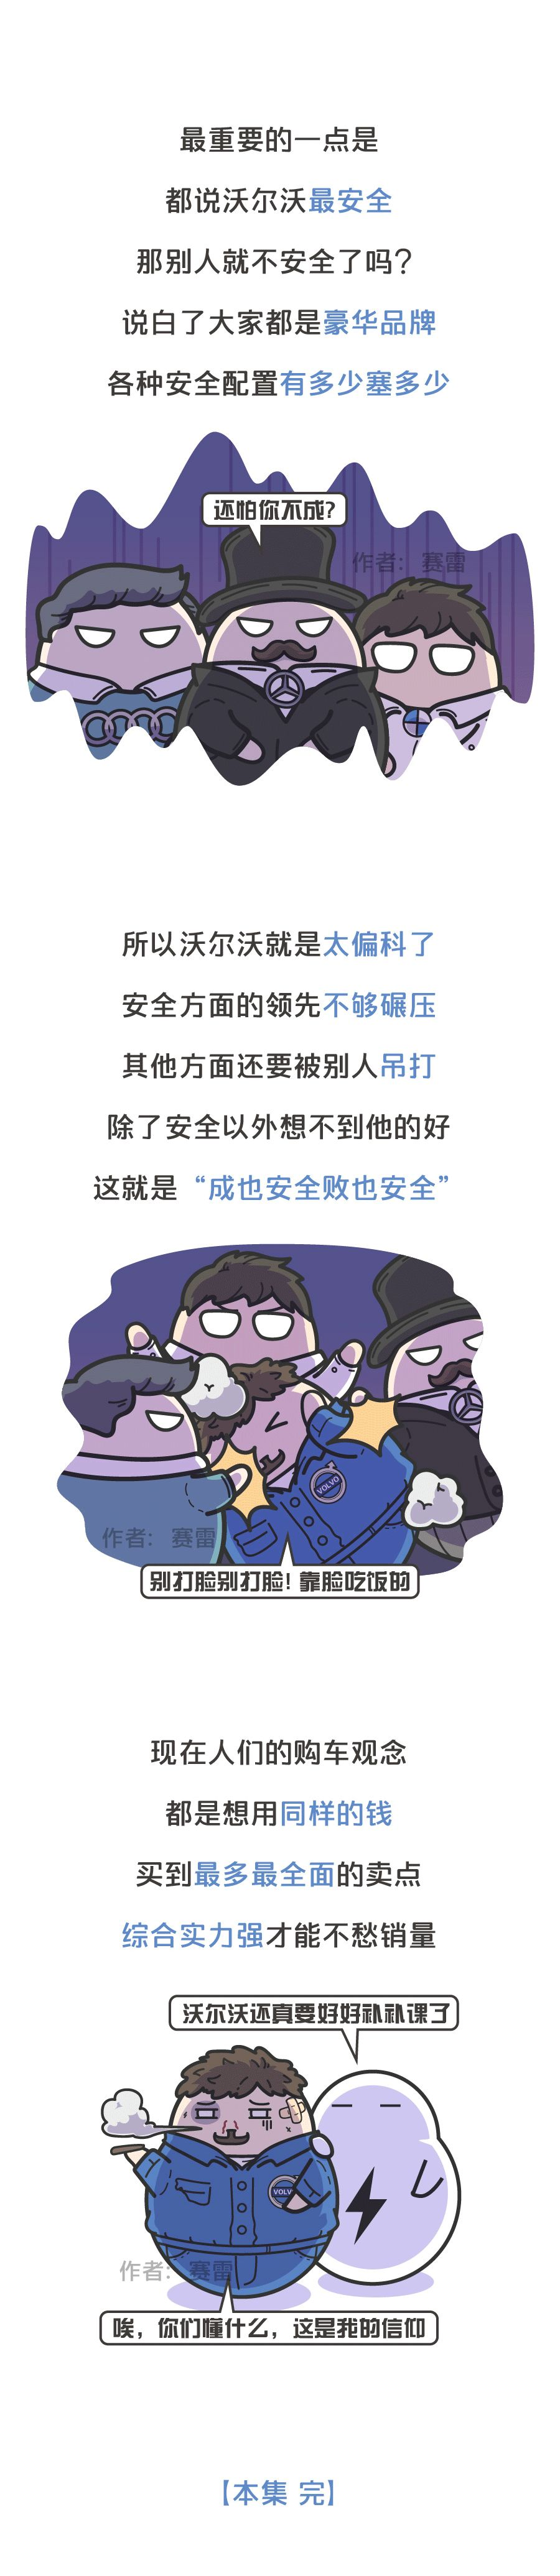 最重要的一点是
都说沃尔沃最安全
那别人就不安全了吗?
说白了大家都是豪华品牌
各种安全配置有多少塞多少
还怕你不成?
作者: 赛雷
所以沃尔沃就是太偏科了
安全方面的领先不够碾压
其他方面还要被别人吊打
除了安全以外想不到他的好
这就是“成也安全败也安全”
VOLVO
作者: 赛雷
别打脸别打脸! 靠脸吃饭的
现在人们的购车观念
都是想用同样的钱
买到最多最全面的卖点
综合实力强才能不愁销量
沃尔沃还真要好好补补课了
VOLV
作者: 赛雷
唉, 你们懂什么, 这是我的信仰
【本集 完】